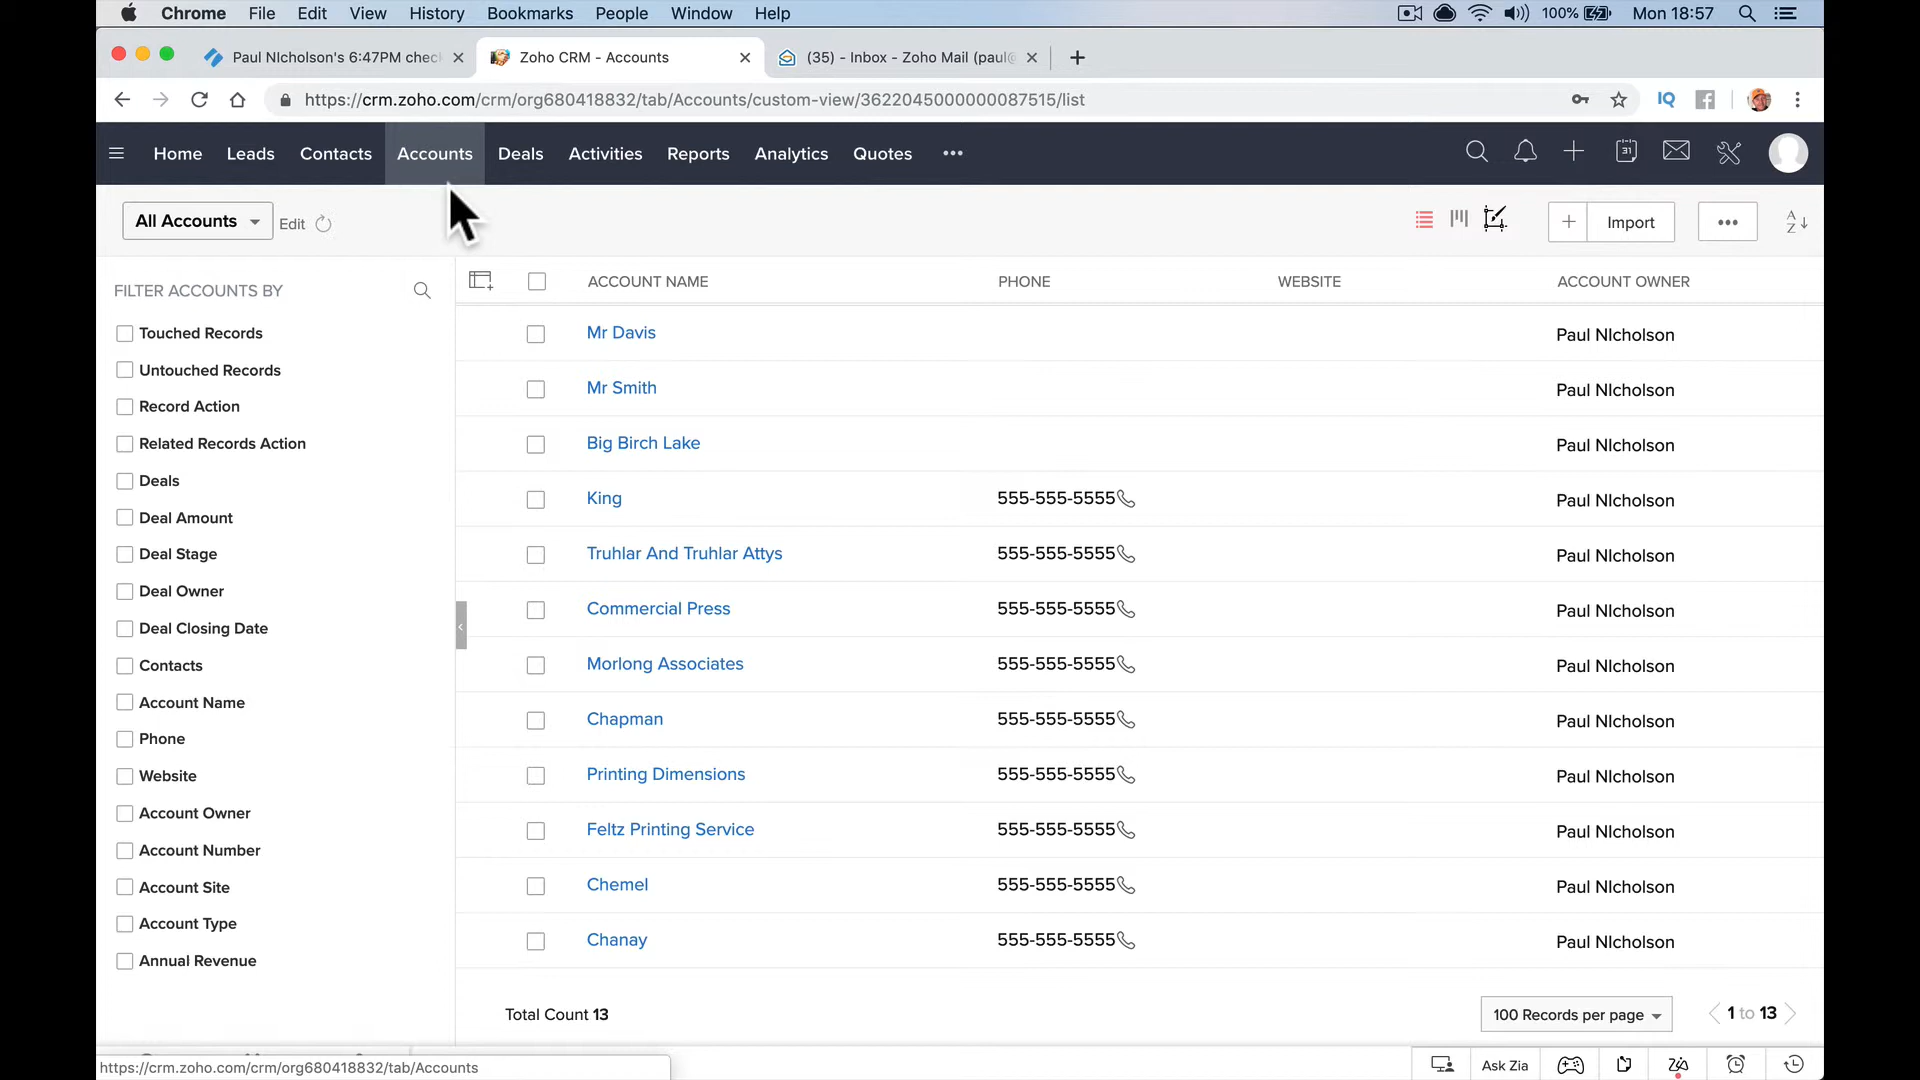 Chrome File Edit View History Bookmarks People Window Help 100% Mon 18:57
Paul NIcholson's 6:47PM chec Zoho CRM - Accounts (35) - Inbox - Zoho Mail (paul@
https://crm.zoho.com/crm/org680418832/tab/Accounts/custom-view/3622045000000087515/list IQ
Home Leads Contacts Accounts Deals Activities Reports Analytics Quotes ••• 31
All Accounts Edit Import ••• A Z
FILTER ACCOUNTS BY
Touched Records
Untouched Records
Record Action
Related Records Action
Deals
Deal Amount
Deal Stage
Deal Owner
Deal Closing Date
Contacts
Account Name
Phone
Website
Account Owner
Account Number
Account Site
Account Type
Annual Revenue
ACCOUNT NAME PHONE WEBSITE ACCOUNT OWNER
Mr Davis Paul NIcholson
Mr Smith Paul NIcholson
Big Birch Lake Paul NIcholson
King 555-555-5555 Paul NIcholson
Truhlar And Truhlar Attys 555-555-5555 Paul NIcholson
Commercial Press 555-555-5555 Paul NIcholson
Morlong Associates 555-555-5555 Paul NIcholson
Chapman 555-555-5555 Paul NIcholson
Printing Dimensions 555-555-5555 Paul NIcholson
Feltz Printing Service 555-555-5555 Paul NIcholson
Chemel 555-555-5555 Paul NIcholson
Chanay 555-555-5555 Paul NIcholson
Total Count 13 100 Records per page 1 to 13
https://crm.zoho.com/crm/org680418832/tab/Accounts Ask Zia